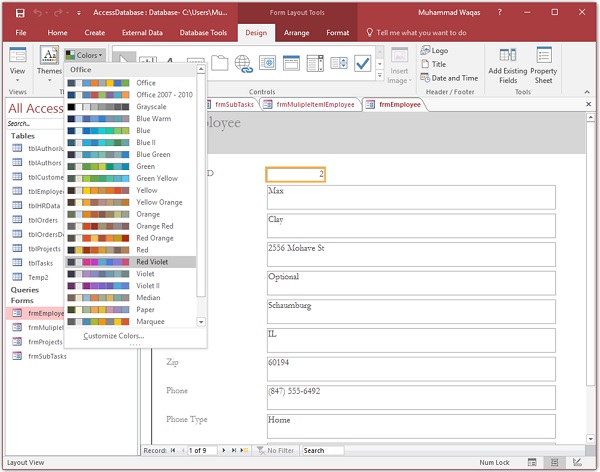 AccessDatabase : Database- C:\Users\Mu... Form Layout Tools Muhammad Waqas
File Home Create External Data Database Tools Design Arrange Format Tell me what you want to do
View Themes Colors Insert Image Logo Title Date and Time Add Existing Fields Property Sheet
Views Controls Header / Footer Tools
Office
Office
Office 2007 - 2010
Grayscale
Blue Warm
Blue
Blue II
Blue Green
Green
Green Yellow
Yellow
Yellow Orange
Orange
Orange Red
Red Orange
Red
Red Violet
Violet
Violet II
Median
Paper
Marquee
Customize Colors...
All Access
Search...
Tables
tblAuthorJu
tblAuthors
tblCustome
tblEmploye
tblHRData
tblOrders
tblOrdersD
tblProjects
tblTasks
Temp2
Queries
Forms
frmEmploye
frmMulipleI
frmProjects
frmSubTasks
frmSubTasks frmMulipleItemEmployee frmEmployee
ployee
D 2
Max
Clay
2556 Mohave St
Optional
Schaumburg
IL
Zip 60194
Phone (847) 555-6492
Phone Type Home
Record: 1 of 9 No Filter Search
Layout View Num Lock